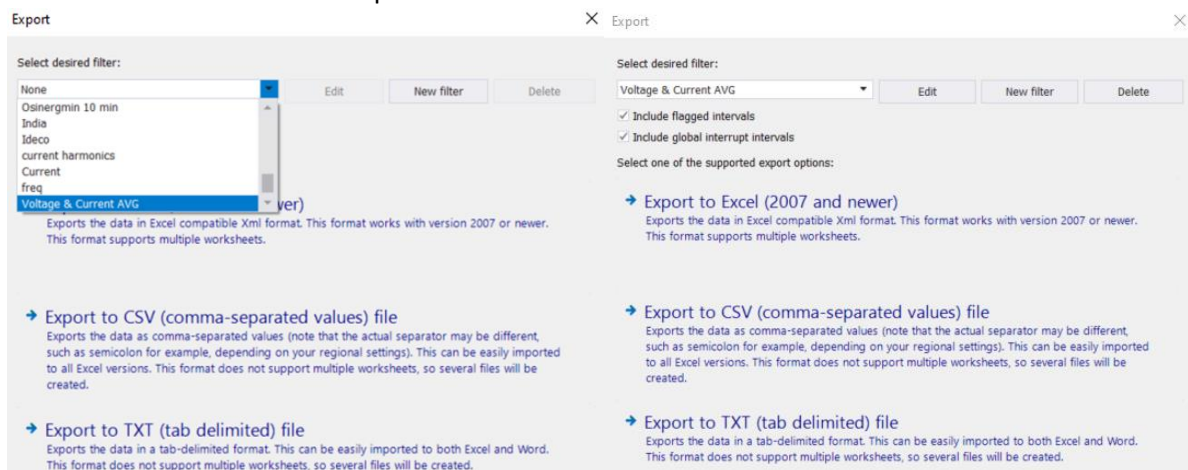 Export
Select desired filter:
None
Edit
New filter
Delete
Osinergmin 10 min
India
Ideco
current harmonics
Current
freq
Voltage & Current AVG
wer)
Exports the data in Excel compatible Xml format. This format works with version 2007 or newer.
This format supports multiple worksheets.
Export to CSV (comma-separated values) file
Exports the data as comma-separated values (note that the actual separator may be different,
such as semicolon for example, depending on your regional settings). This can be easily imported
to all Excel versions. This format does not support multiple worksheets, so several files will be
created.
Export to TXT (tab delimited) file
Exports the data in a tab-delimited format. This can be easily imported to both Excel and Word.
This format does not support multiple worksheets, so several files will be created.
Export
Select desired filter:
Voltage & Current AVG
Edit
New filter
Delete
Include flagged intervals
Include global interrupt intervals
Select one of the supported export options:
Export to Excel (2007 and newer)
Exports the data in Excel compatible Xml format. This format works with version 2007 or newer.
This format supports multiple worksheets.
Export to CSV (comma-separated values) file
Exports the data as comma-separated values (note that the actual separator may be different,
such as semicolon for example, depending on your regional settings). This can be easily imported
to all Excel versions. This format does not support multiple worksheets, so several files will be
created.
Export to TXT (tab delimited) file
Exports the data in a tab-delimited format. This can be easily imported to both Excel and Word.
This format does not support multiple worksheets, so several files will be created.